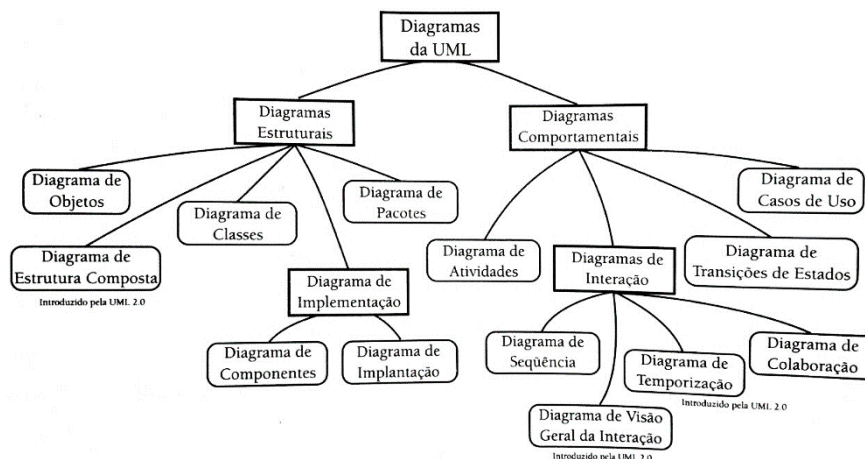 Diagramas
da UML
Diagramas
Estruturais
Diagramas
Comportamentais
Diagrama de
Objetos
Diagrama de
Estrutura Composta
Introduzido pela UML 2.0
Diagrama de
Classes
Diagrama de
Pacotes
Diagrama de
Implementação
Diagrama de
Componentes
Diagrama de
Implantação
Diagrama de
Atividades
Diagramas de
Interação
Diagrama de
Transições de Estados
Diagrama de
Casos de Uso
Diagrama de
Seqüência
Diagrama de Visão
Geral da Interação
Introduzido pela UML 2.0
Diagrama de
Temporização
Introduzido pela UML 2.0
Diagrama de
Colaboração